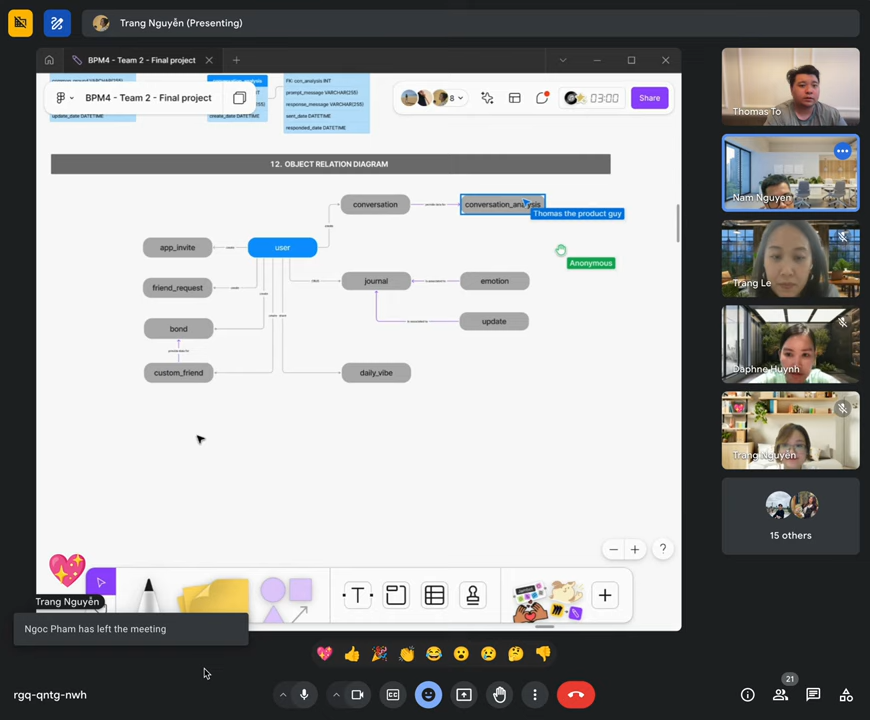 Trang Nguyễn (Presenting)
BPM4 - Team 2 - Final project
BPM4 - Team 2 - Final project
8
03:00
Share
update_date DATETIME
create_date DATETIME
FK: con_analysis INT
prompt_message VARCHAR(255)
response_message VARCHAR(255)
sent_date DATETIME
responded_date DATETIME
12. OBJECT RELATION DIAGRAM
conversation
conversation_analysis
Thomas the product guy
app_invite
user
Anonymous
friend_request
journal
emotion
bond
update
custom_friend
daily_vibe
Trang Nguyễn
T
?
Ngoc Pham has left the meeting
Thomas To
Nam Nguyen
Trang Le
Daphne Huynh
Trang Nguyễn
15 others
rgq-qntg-nwh
21